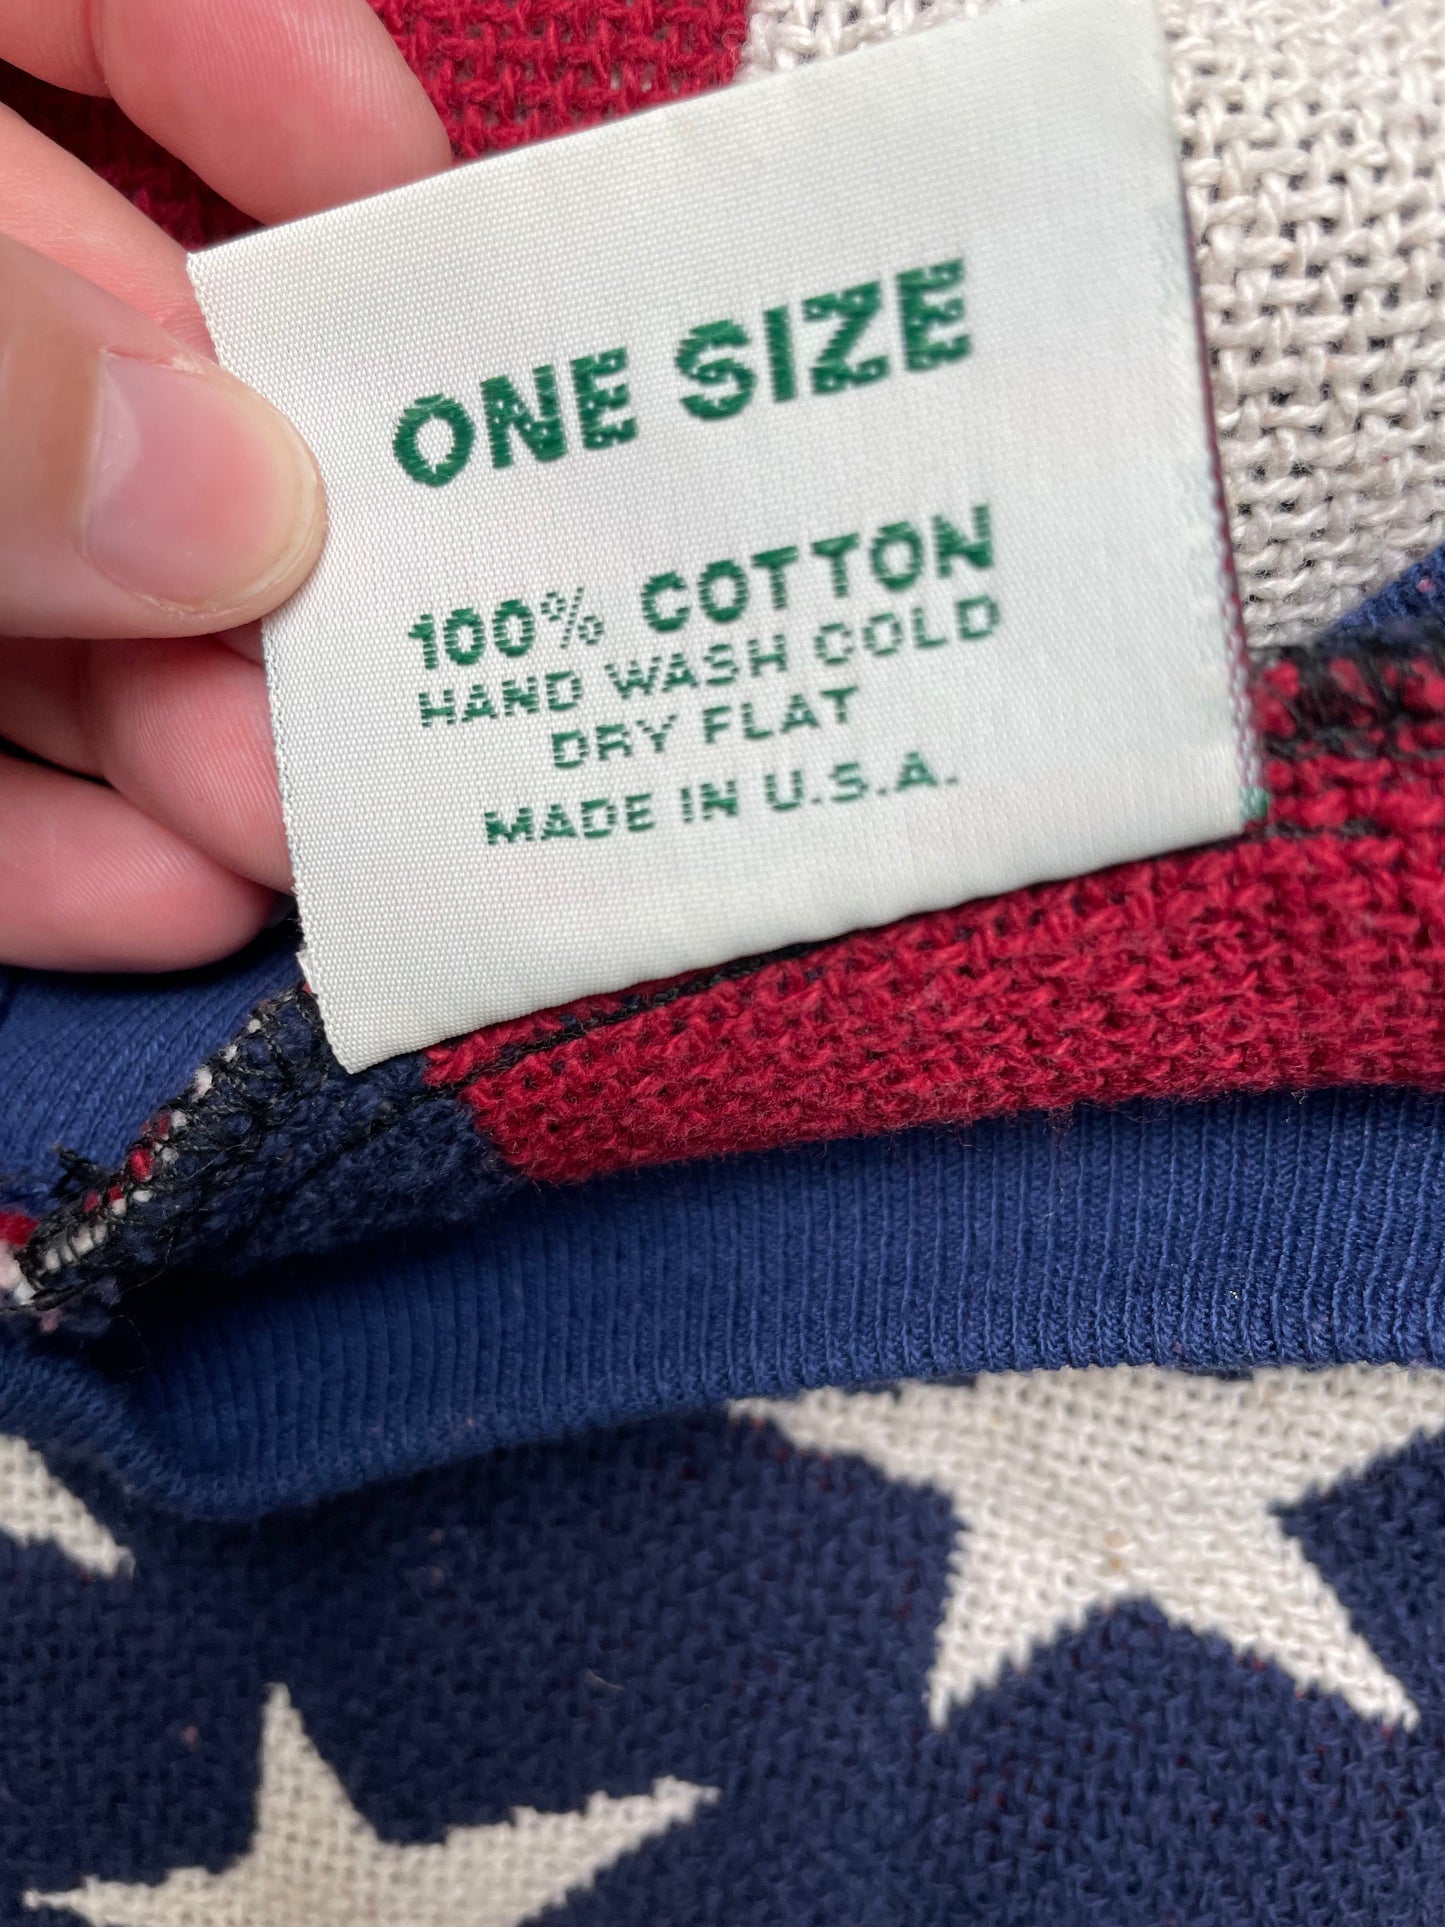 ONE SIZE
100% COTTON
HAND WASH COLD
DRY FLAT
MADE IN U.S.A.